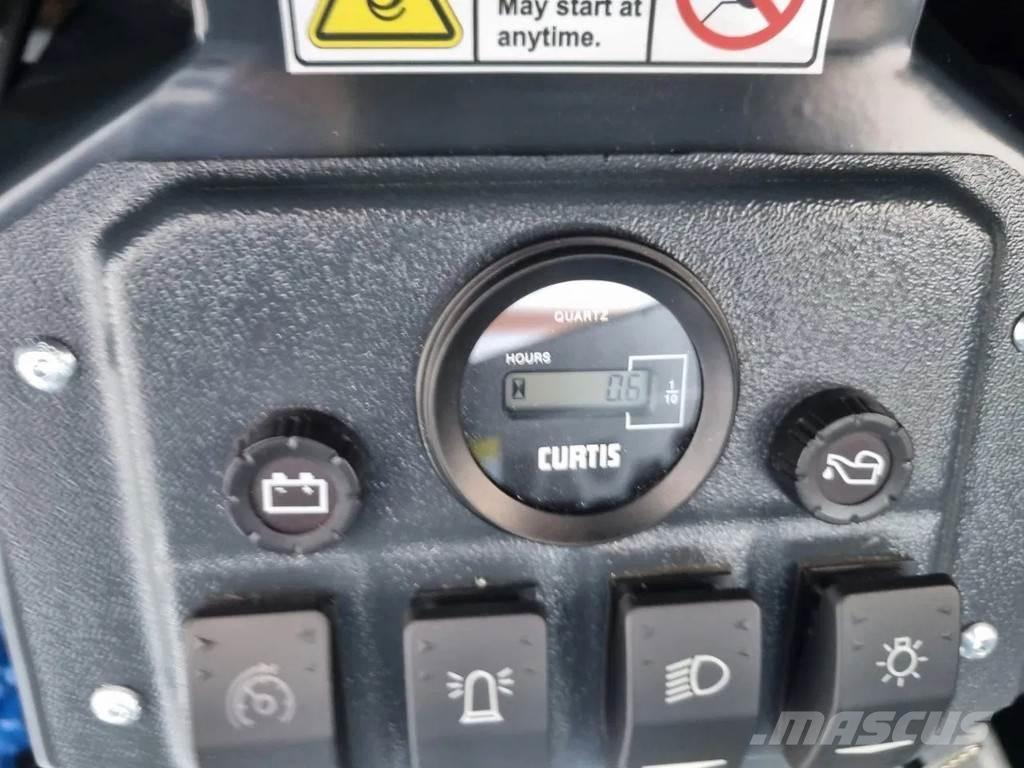 May start at
anytime.
QUARTZ
HOURS
0.6
1
10
CURTIS
MASCUS